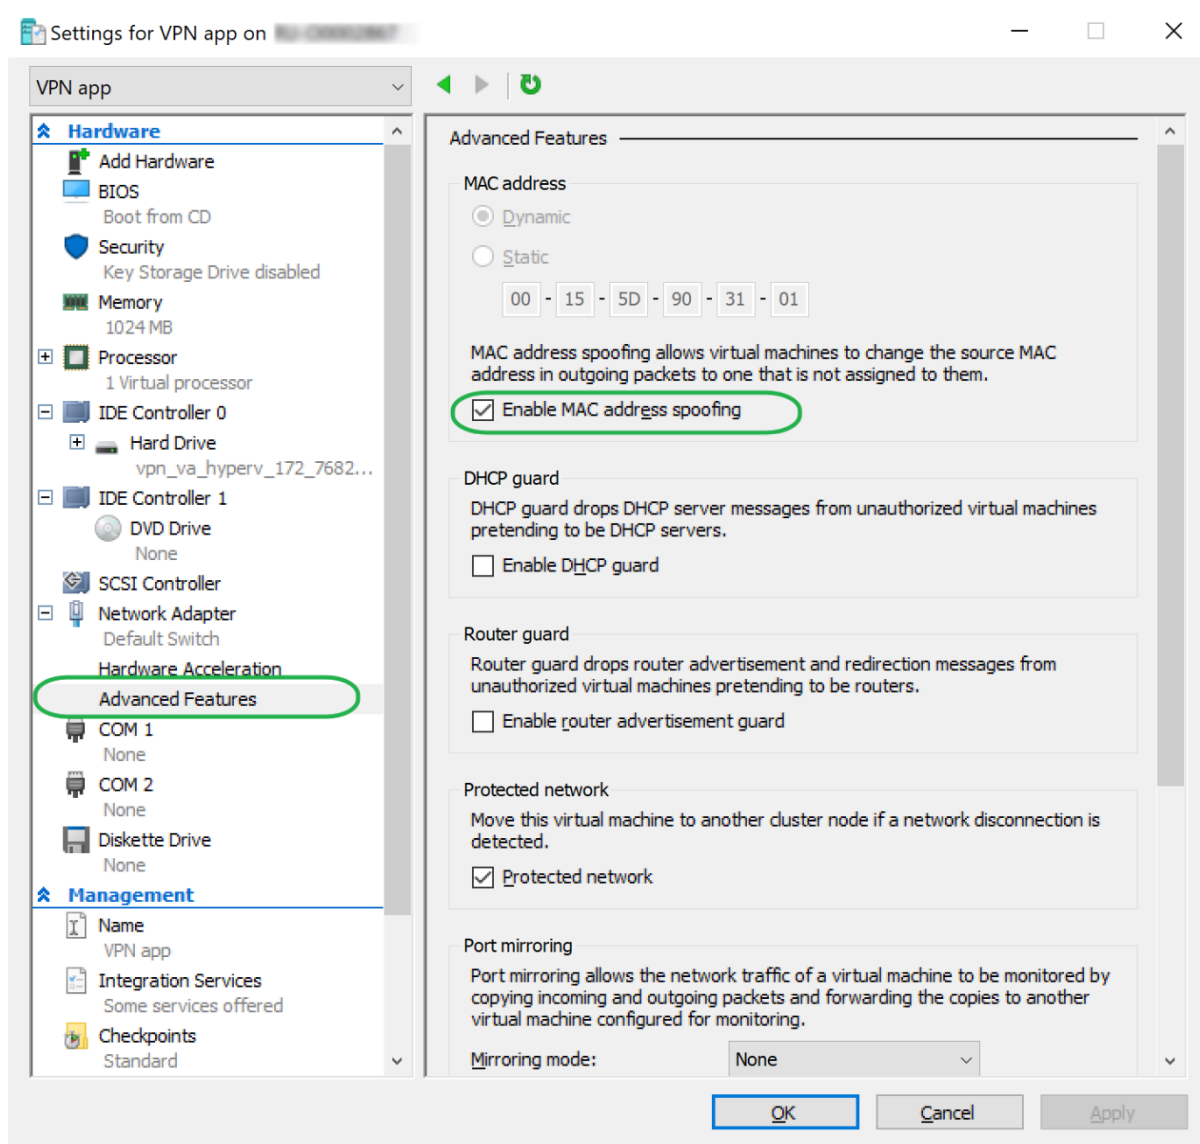 Settings for VPN app on
VPN app
Hardware
Add Hardware
BIOS
Boot from CD
Security
Key Storage Drive disabled
Memory
1024 MB
Processor
1 Virtual processor
IDE Controller 0
Hard Drive
vpn_va_hyperv_172_7682...
IDE Controller 1
DVD Drive
None
SCSI Controller
Network Adapter
Default Switch
Hardware Acceleration
Advanced Features
COM 1
None
COM 2
None
Diskette Drive
None
Management
Name
VPN app
Integration Services
Some services offered
Checkpoints
Standard
Advanced Features
MAC address
Dynamic
Static
00 - 15 - 5D - 90 - 31 - 01
MAC address spoofing allows virtual machines to change the source MAC
address in outgoing packets to one that is not assigned to them.
Enable MAC address spoofing
DHCP guard
DHCP guard drops DHCP server messages from unauthorized virtual machines
pretending to be DHCP servers.
Enable DHCP guard
Router guard
Router guard drops router advertisement and redirection messages from
unauthorized virtual machines pretending to be routers.
Enable router advertisement guard
Protected network
Move this virtual machine to another cluster node if a network disconnection is
detected.
Protected network
Port mirroring
Port mirroring allows the network traffic of a virtual machine to be monitored by
copying incoming and outgoing packets and forwarding the copies to another
virtual machine configured for monitoring.
Mirroring mode: None
OK Cancel Apply